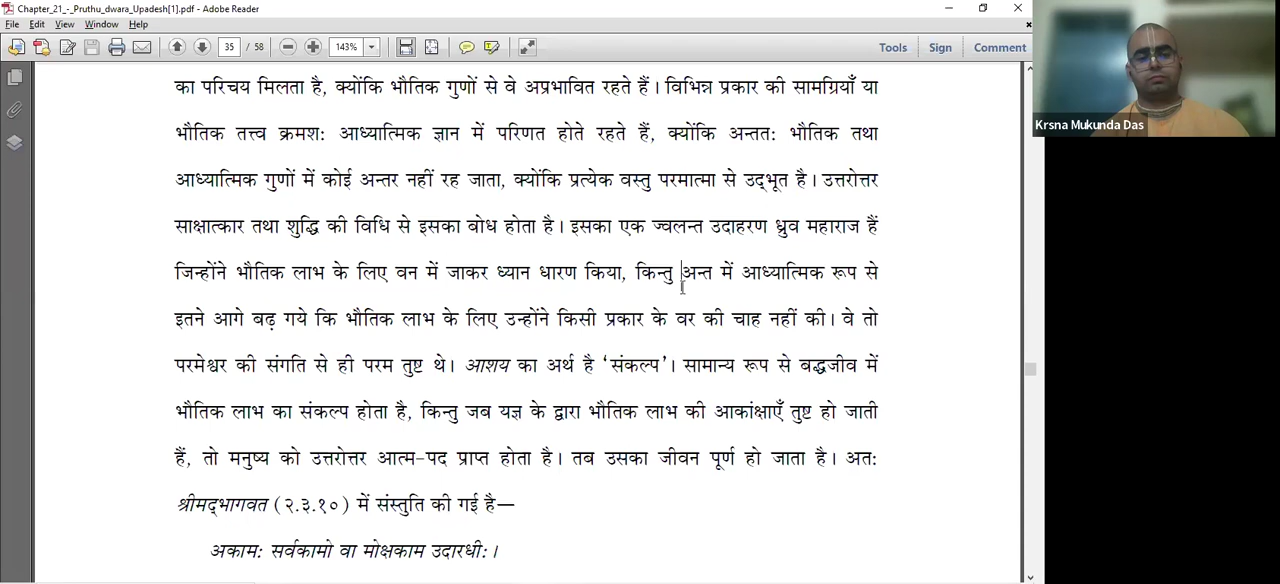 Chapter_21_-_Pruthu_dwara_Upadesh[1].pdf - Adobe Reader
File Edit View Window Help
35 / 58 143% Tools Sign Comment
का परिचय मिलता है, क्योंकि भौतिक गुणों से वे अप्रभावित रहते हैं। विभिन्न प्रकार की सामग्रियाँ या
भौतिक तत्त्व क्रमश: आध्यात्मिक ज्ञान में परिणत होते रहते हैं, क्योंकि अन्तत: भौतिक तथा
आध्यात्मिक गुणों में कोई अन्तर नहीं रह जाता, क्योंकि प्रत्येक वस्तु परमात्मा से उद्भूत है। उत्तरोत्तर
साक्षात्कार तथा शुद्धि की विधि से इसका बोध होता है। इसका एक ज्वलन्त उदाहरण ध्रुव महाराज हैं
जिन्होंने भौतिक लाभ के लिए वन में जाकर ध्यान धारण किया, किन्तु अन्त में आध्यात्मिक रूप से
इतने आगे बढ़ गये कि भौतिक लाभ के लिए उन्होंने किसी प्रकार के वर की चाह नहीं की। वे तो
परमेश्वर की संगति से ही परम तुष्ट थे। आशय का अर्थ है ‘संकल्प’। सामान्य रूप से बद्धजीव में
भौतिक लाभ का संकल्प होता है, किन्तु जब यज्ञ के द्वारा भौतिक लाभ की आकांक्षाएँ तुष्ट हो जाती
हैं, तो मनुष्य को उत्तरोत्तर आत्म-पद प्राप्त होता है। तब उसका जीवन पूर्ण हो जाता है। अत:
श्रीमद्भागवत (२.३.१०) में संस्तुति की गई है—
अकाम: सर्वकामो वा मोक्षकाम उदारधी:।
Krsna Mukunda Das